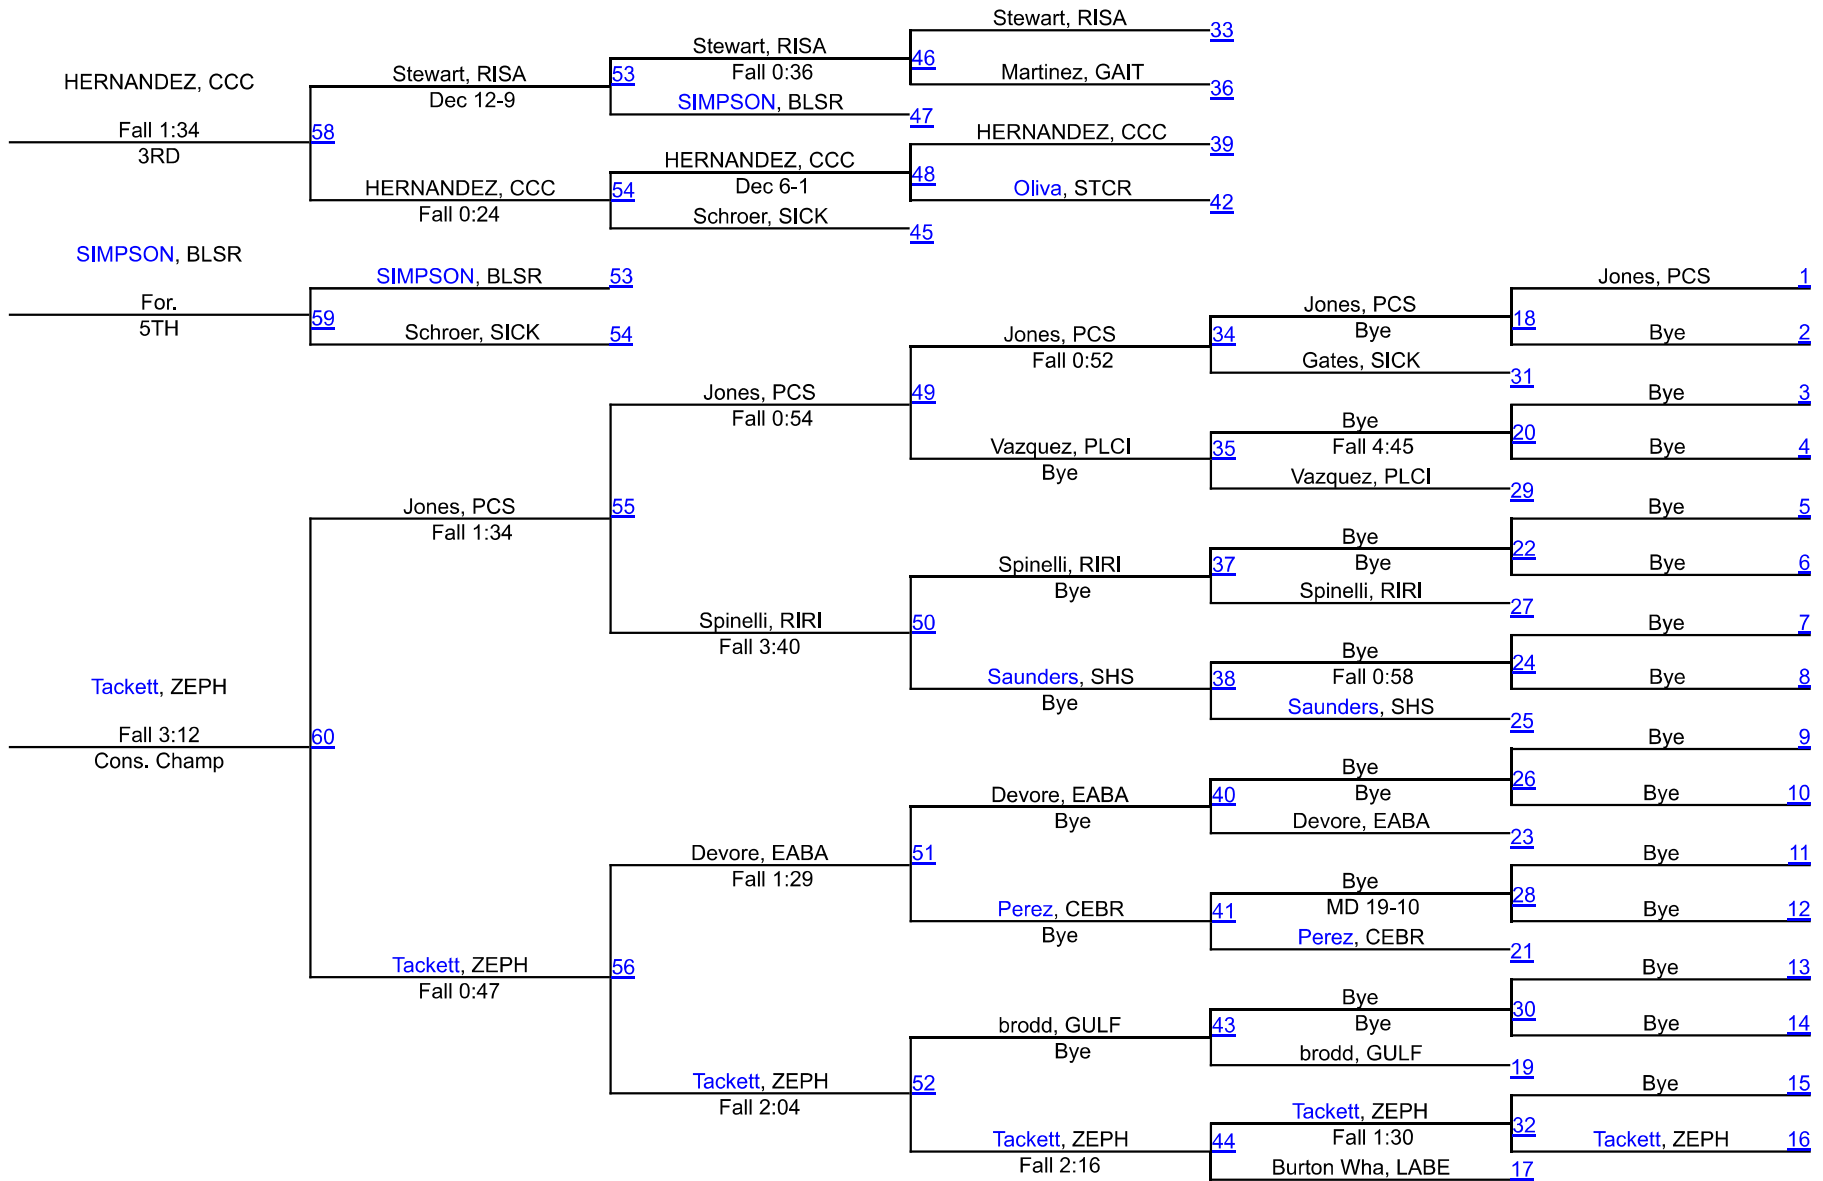 Stewart, RISA
33
Stewart, RISA
46
HERNANDEZ, CCC
Stewart, RISA
53
Fall 0:36
Martinez, GAIT
36
Dec 12-9
SIMPSON, BLSR
47
Fall 1:34
58
HERNANDEZ, CCC
39
3RD
HERNANDEZ, CCC
48
HERNANDEZ, CCC
54
Dec 6-1
Oliva, STCR
42
Fall 0:24
Schroer, SICK
45
SIMPSON, BLSR
SIMPSON, BLSR
53
Jones, PCS
1
For.
59
Jones, PCS
18
5TH
Schroer, SICK
54
Jones, PCS
34
Bye
Bye
2
Fall 0:52
Gates, SICK
31
Jones, PCS
49
Bye
3
Fall 0:54
Bye
20
Vazquez, PLCI
35
Fall 4:45
Bye
4
Bye
Vazquez, PLCI
29
Jones, PCS
55
Bye
5
Fall 1:34
Bye
22
Spinelli, RIRI
37
Bye
Bye
6
Bye
Spinelli, RIRI
27
Spinelli, RIRI
50
Bye
7
Fall 3:40
Bye
24
Tackett, ZEPH
Saunders, SHS
38
Fall 0:58
Bye
8
Bye
Saunders, SHS
25
Fall 3:12
60
Bye
9
Cons. Champ
Bye
26
Devore, EABA
40
Bye
Bye
10
Bye
Devore, EABA
23
Devore, EABA
51
Bye
11
Fall 1:29
Bye
28
Perez, CEBR
41
MD 19-10
Bye
12
Bye
Perez, CEBR
21
Tackett, ZEPH
56
Bye
13
Fall 0:47
Bye
30
brodd, GULF
43
Bye
Bye
14
Bye
brodd, GULF
19
Tackett, ZEPH
52
Bye
15
Fall 2:04
Tackett, ZEPH
32
Tackett, ZEPH
44
Fall 1:30
Tackett, ZEPH
16
Fall 2:16
Burton Wha, LABE
17